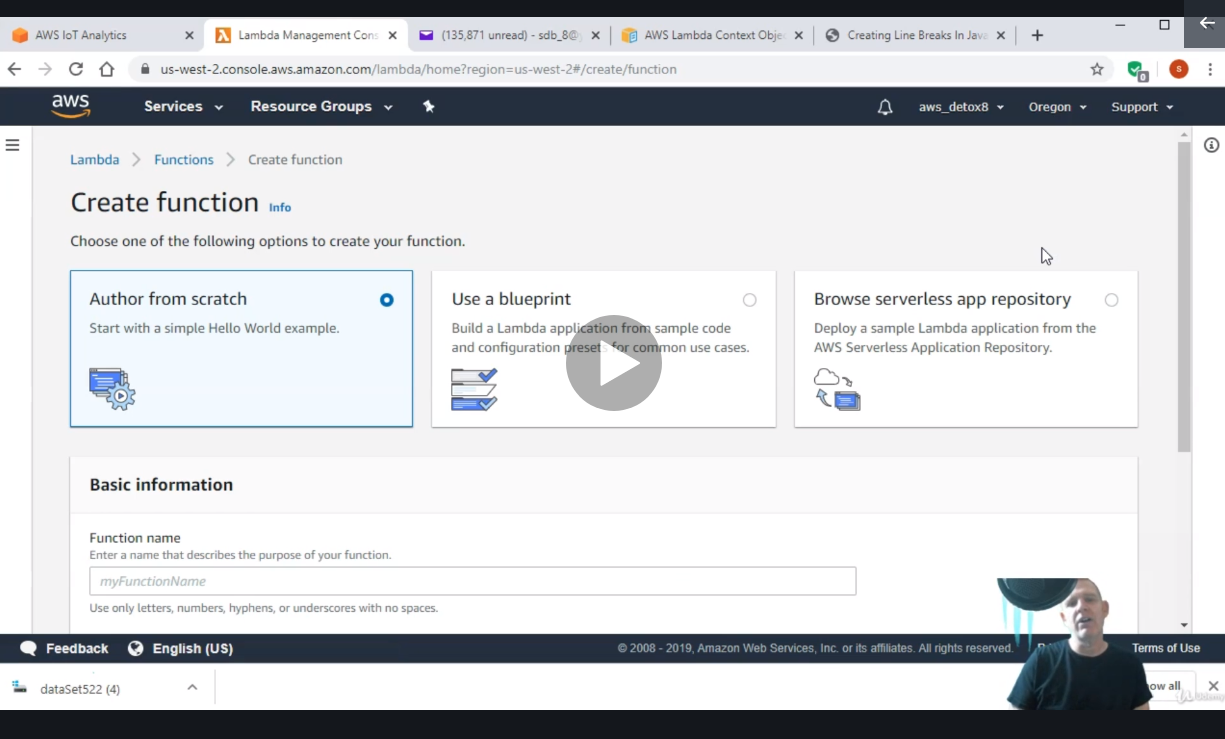 AWS IoT Analytics
Lambda Management Cons
(135,871 unread) - sdb_8@
AWS Lambda Context Obje
Creating Line Breaks In Java
us-west-2.console.aws.amazon.com/lambda/home?region=us-west-2#/create/function
0
S
aws
Services
Resource Groups
aws_detox8
Oregon
Support
Lambda
Functions
Create function
Create function Info
Choose one of the following options to create your function.
Author from scratch
Start with a simple Hello World example.
Use a blueprint
Build a Lambda application from sample code
and configuration presets for common use cases.
Browse serverless app repository
Deploy a sample Lambda application from the
AWS Serverless Application Repository.
Basic information
Function name
Enter a name that describes the purpose of your function.
myFunctionName
Use only letters, numbers, hyphens, or underscores with no spaces.
Feedback
English (US)
© 2008 - 2019, Amazon Web Services, Inc. or its affiliates. All rights reserved.
Terms of Use
dataSet522 (4)
ow all
Udemy